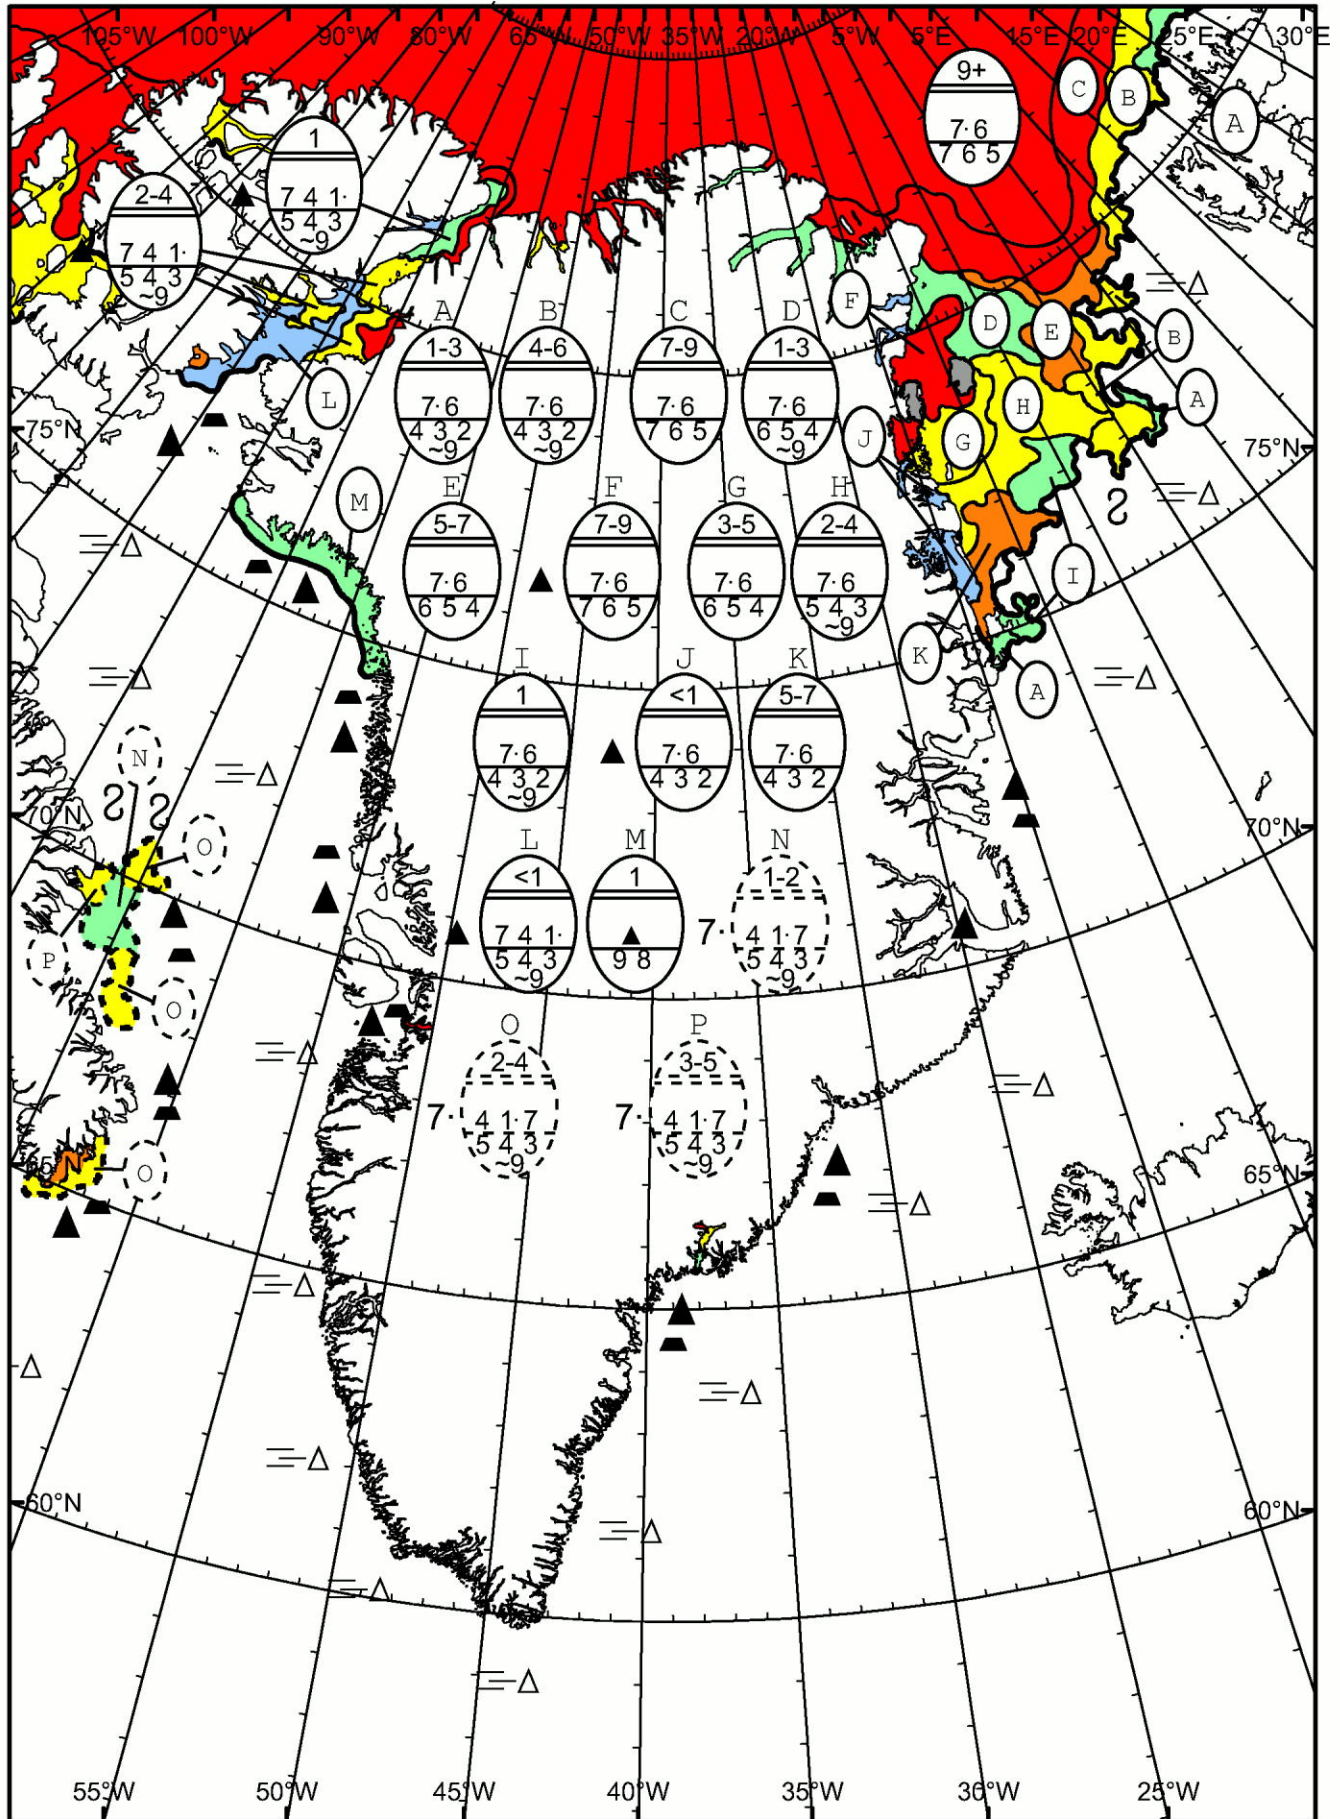 105°W 100°W 90°W 80°W 65°W 50°W 35°W 20°W 5°W 5°E 15°E 20°E 25°E 30°E
9+
7·6
7 6 5
C
B
A
1
7 4 1·
5 4 3
~9
2-4
7 4 1·
5 4 3
~9
F
D
E
B
A
L
H
G
J
75°N
75°N
A B C D
1-3 4-6 7-9 1-3
7·6 7·6 7·6 7·6
4 3 2 4 3 2 7 6 5 6 5 4
~9 ~9 ~9
M
E F G H
5-7 7-9 3-5 2-4
7·6 7·6 7·6 7·6
6 5 4 7 6 5 6 5 4 5 4 3
~9
I
K
A
I J K
1 <1 5-7
7·6 7·6 7·6
4 3 2 4 3 2 4 3 2
~9
N
70°N
70°N
O
P
O
L M N
<1 1 1-2
7 4 1· 7· 4 1·7
5 4 3 9 8 5 4 3
~9 ~9
O P
2-4 3-5
7· 4 1·7 7· 4 1·7
5 4 3 5 4 3
~9 ~9
65°N
O
65°N
60°N
60°N
55°W 50°W 45°W 40°W 35°W 30°W 25°W